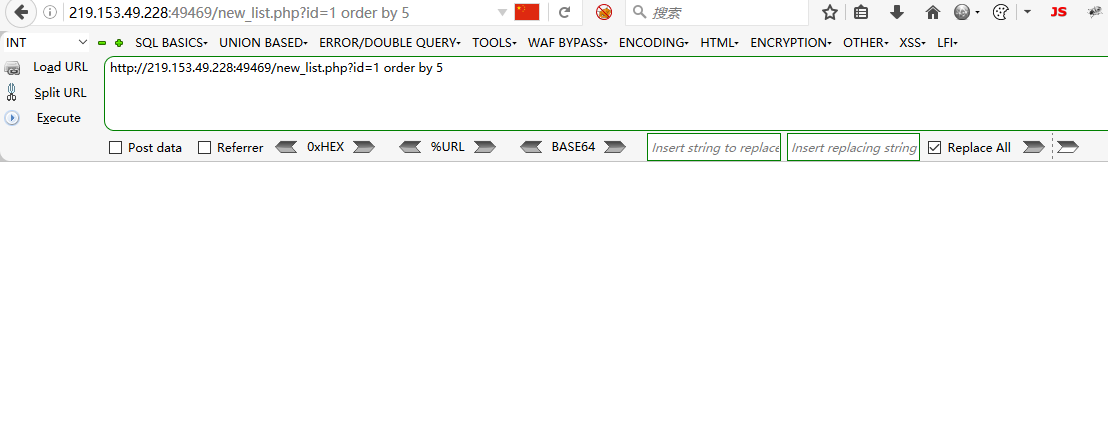 219.153.49.228:49469/new_list.php?id=1 order by 5
搜索
JS
INT
SQL BASICS UNION BASED ERROR/DOUBLE QUERY TOOLS WAF BYPASS ENCODING HTML ENCRYPTION OTHER XSS LFI
Load URL
http://219.153.49.228:49469/new_list.php?id=1 order by 5
Split URL
Execute
Post data Referrer 0xHEX %URL BASE64 Insert string to replace Insert replacing string Replace All